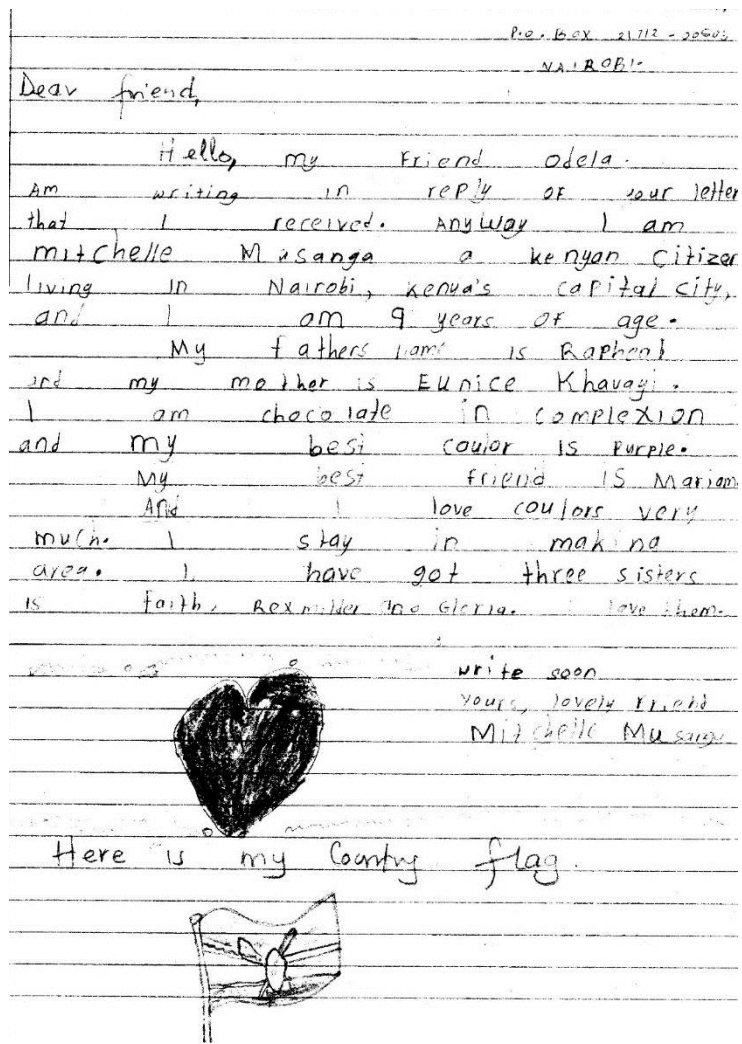 P.O. BOX 21712 -
NAIROBI.
Dear friend,
Hello, my Friend Odela.
Am writing in reply of your letter
that I received. Anyway I am
mitchelle Musanga a kenyan Citizen
living in Nairobi, Kenya's capital city,
and I am 9 years of age.
My fathers name is Rapheal
and my mother is Eunice Khavagi.
I am chocolate in complexion
and my best coulor is Purple.
My best friend is Mariam
And I love coulors very
much. I stay in makina
area. I have got three sisters
is faith, and Gloria. I love them.
write soon
Yours, lovely Friend
Mitchelle Musanga
Here is my Country flag.